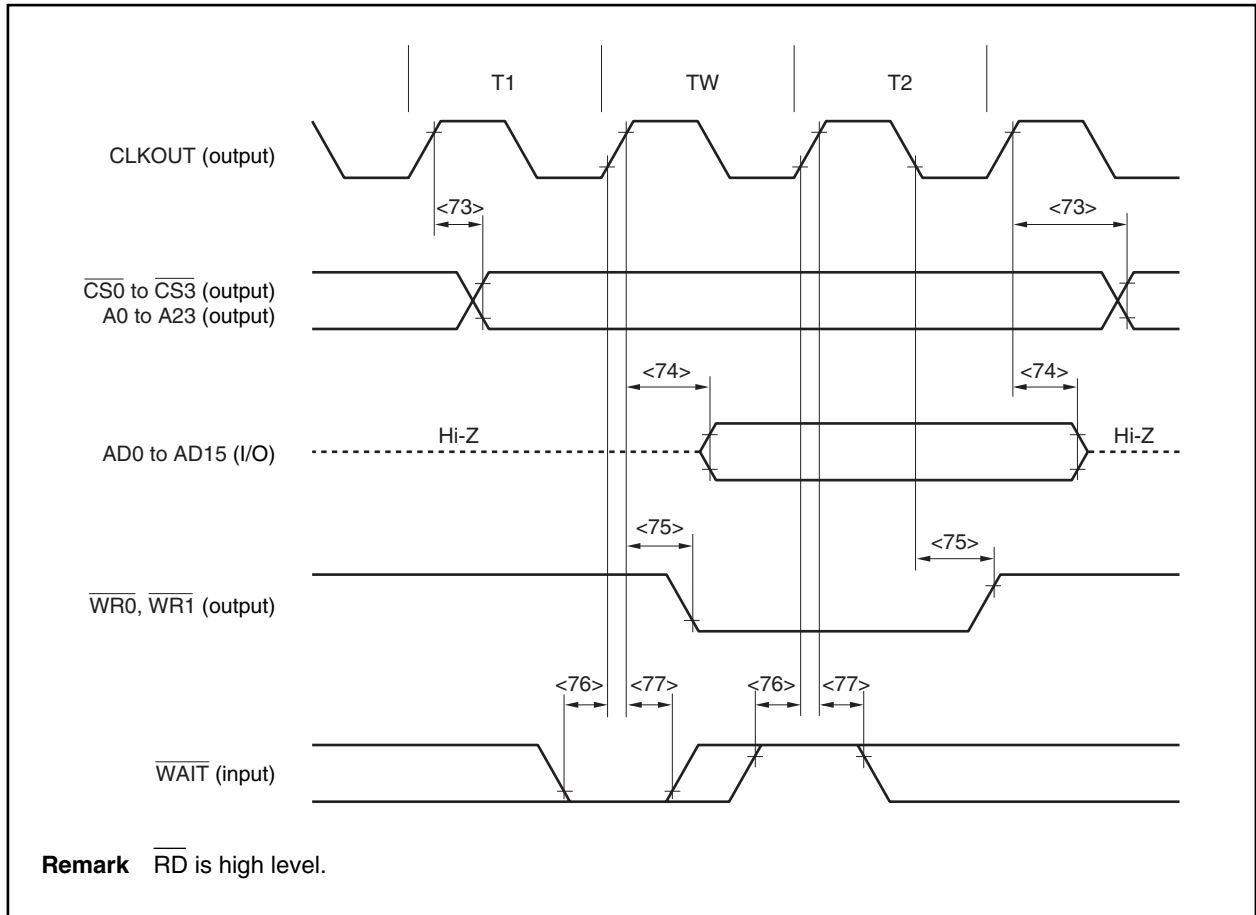 T1 TW T2
CLKOUT (output)
<73> <73>
CS0 to CS3 (output)
A0 to A23 (output)
<74> <74>
Hi-Z Hi-Z
AD0 to AD15 (I/O)
<75> <75>
WR0, WR1 (output)
<76> <77> <76> <77>
WAIT (input)
Remark RD is high level.